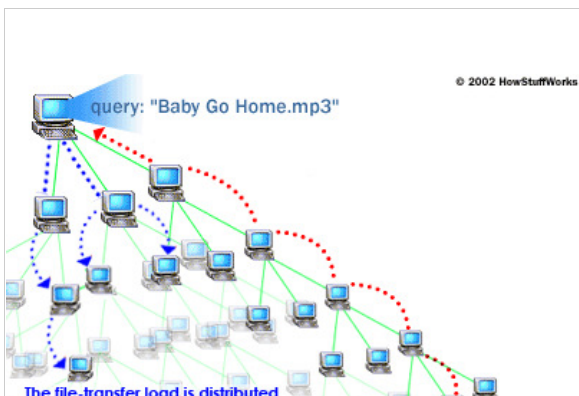 © 2002 HowStuffWorks
query: "Baby Go Home.mp3"
The file-transfer load is distributed